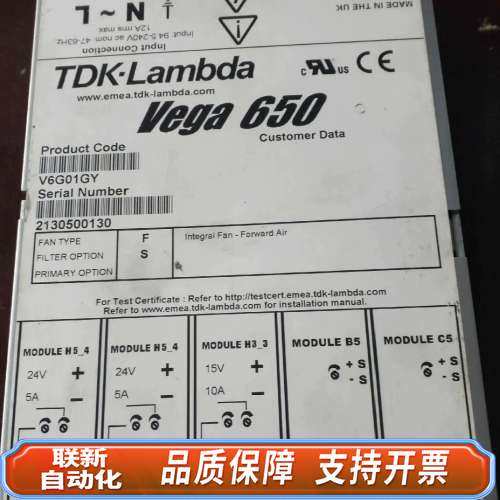 N ~ L
Input Connection
Input: 94.5-240V ac nom. 47-63Hz.
12A rms max
MADE IN THE UK
TDK-Lambda
www.emea.tdk-lambda.com
c RU us CE
Vega 650
Customer Data
Product Code
V6G01GY
Serial Number
2130500130
FAN TYPE F Integral Fan - Forward Air
FILTER OPTION S
PRIMARY OPTION
For Test Certificate : Refer to http://testcert.emea.tdk-lambda.com/
Refer to www.emea.tdk-lambda.com for installation manual.
MODULE H5_4
24V +
5A -
MODULE H5_4
24V +
5A -
MODULE H3_3
15V +
10A -
MODULE B5
+ S
- S
MODULE C5
+ S
- S
联新
自动化
品质保障 支持开票